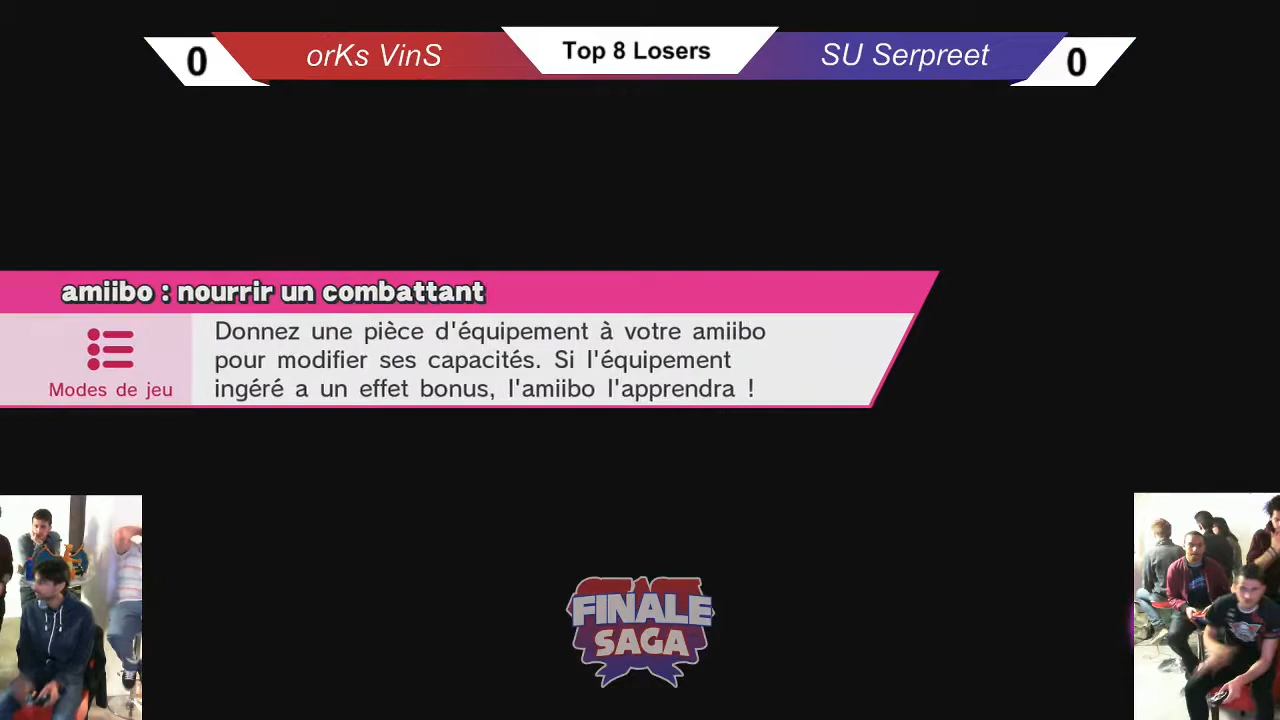 0
orKs VinS
Top 8 Losers
SU Serpreet
0
amiibo : nourrir un combattant
Modes de jeu
Donnez une pièce d'équipement à votre amiibo
pour modifier ses capacités. Si l'équipement
ingéré a un effet bonus, l'amiibo l'apprendra !
FINALE
SAGA